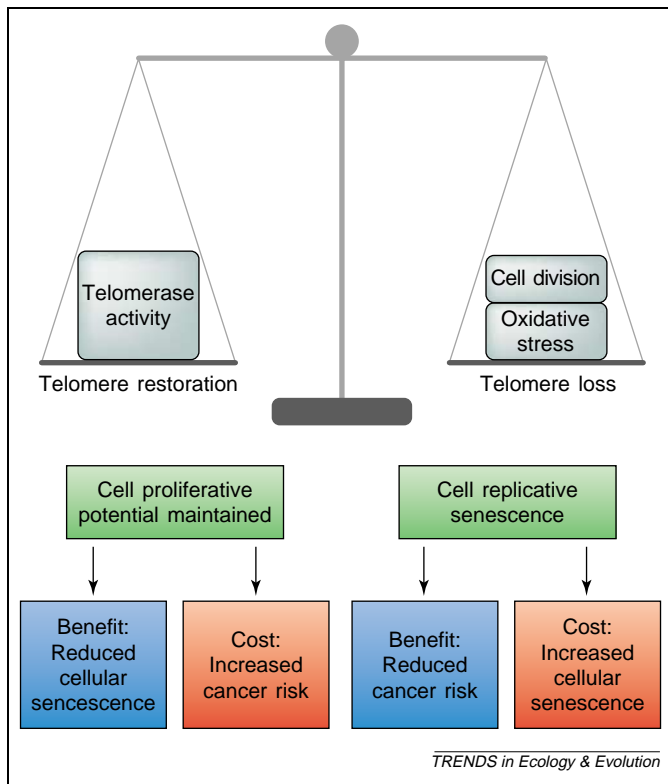 Telomerase
activity
Cell division
Oxidative
stress
Telomere restoration
Telomere loss
Cell proliferative
potential maintained
Cell replicative
senescence
Benefit:
Reduced
cellular
sencescence
Cost:
Increased
cancer risk
Benefit:
Reduced
cancer risk
Cost:
Increased
cellular
senescence
TRENDS in Ecology & Evolution